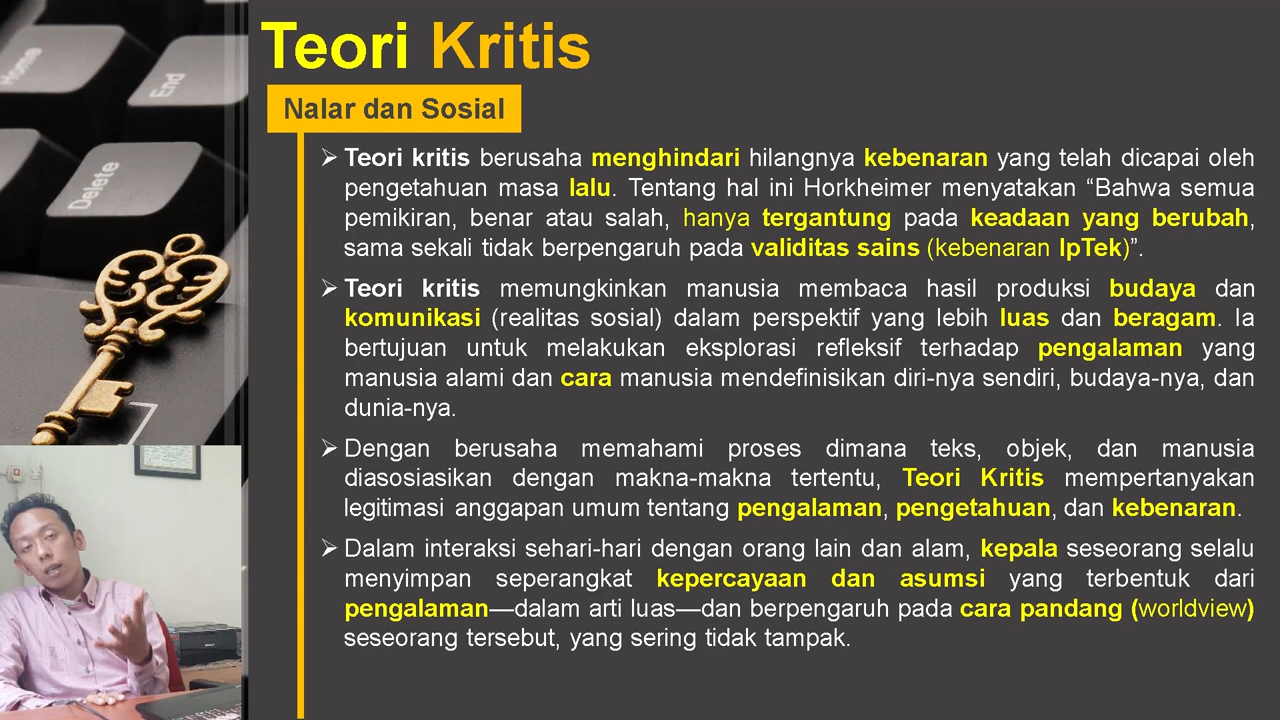 Home
End
Delete
Teori Kritis
Nalar dan Sosial
➢ Teori kritis berusaha menghindari hilangnya kebenaran yang telah dicapai oleh
pengetahuan masa lalu. Tentang hal ini Horkheimer menyatakan “Bahwa semua
pemikiran, benar atau salah, hanya tergantung pada keadaan yang berubah,
sama sekali tidak berpengaruh pada validitas sains (kebenaran IpTek)”.
➢ Teori kritis memungkinkan manusia membaca hasil produksi budaya dan
komunikasi (realitas sosial) dalam perspektif yang lebih luas dan beragam. Ia
bertujuan untuk melakukan eksplorasi refleksif terhadap pengalaman yang
manusia alami dan cara manusia mendefinisikan diri-nya sendiri, budaya-nya, dan
dunia-nya.
➢ Dengan berusaha memahami proses dimana teks, objek, dan manusia
diasosiasikan dengan makna-makna tertentu, Teori Kritis mempertanyakan
legitimasi anggapan umum tentang pengalaman, pengetahuan, dan kebenaran.
➢ Dalam interaksi sehari-hari dengan orang lain dan alam, kepala seseorang selalu
menyimpan seperangkat kepercayaan dan asumsi yang terbentuk dari
pengalaman—dalam arti luas—dan berpengaruh pada cara pandang (worldview)
seseorang tersebut, yang sering tidak tampak.